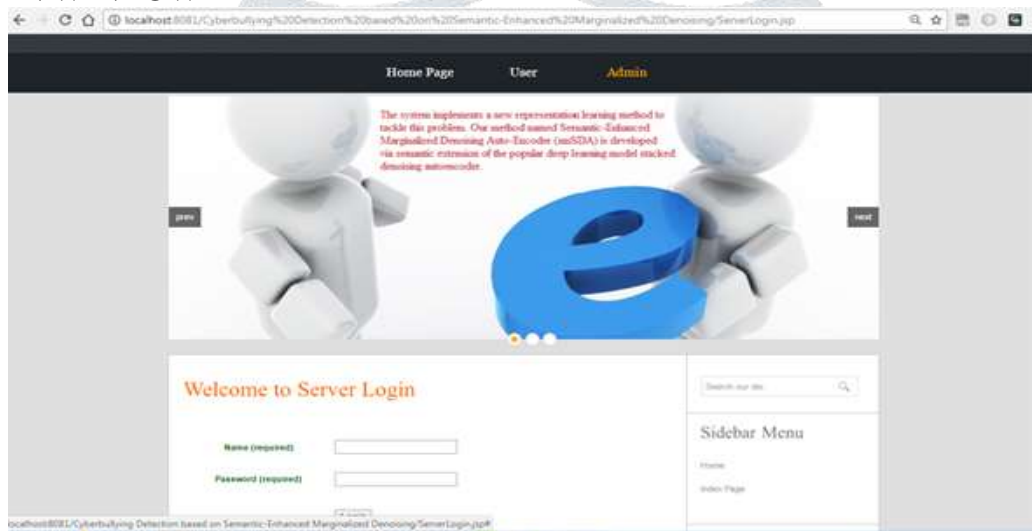 localhost:8081/Cyberbullying%20Detection%20based%20on%20Semantic-Enhanced%20Marginalized%20Denoising/ServerLogin.jsp
Home Page User Admin
The system implements a new representation learning method to
tackle this problem. Our method named Semantic-Enhanced
Marginalized Denoising Auto-Encoder (smSDA) is developed
via semantic extension of the popular deep learning model stacked
denoising autoencoder.
prev next
Welcome to Server Login
Search our
Sidebar Menu
Name (required)
Home
Password (required)
Index Page
localhost:8081/Cyberbullying Detection based on Semantic-Enhanced Marginalized Denoising/ServerLogin.jsp#